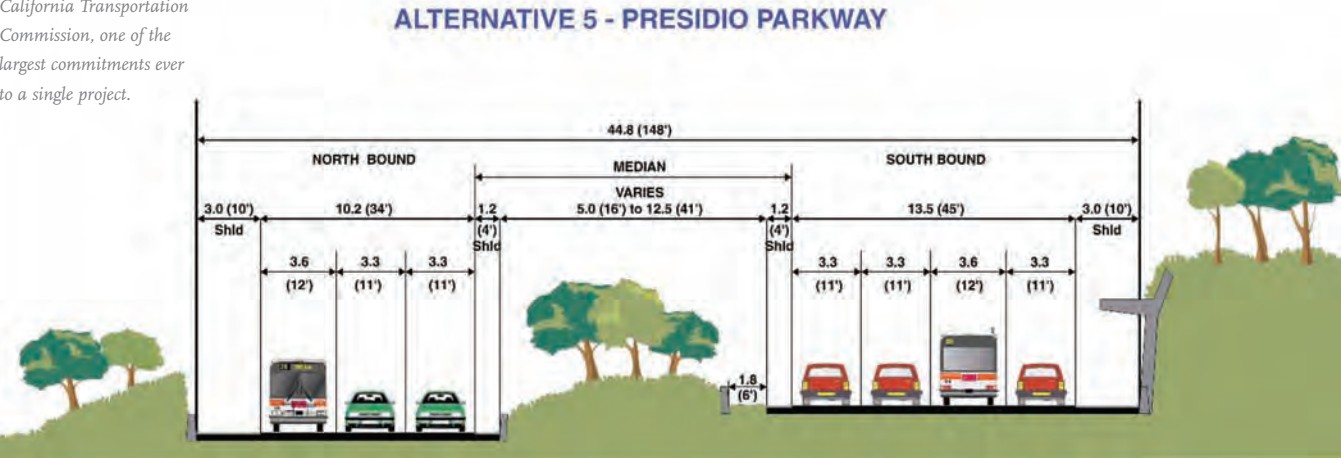 California Transportation
Commission, one of the
largest commitments ever
to a single project.
ALTERNATIVE 5 - PRESIDIO PARKWAY
44.8 (148')
NORTH BOUND
MEDIAN
SOUTH BOUND
VARIES
3.0 (10')
10.2 (34')
1.2
5.0 (16') to 12.5 (41')
1.2
13.5 (45')
3.0 (10')
Shld
(4')
Shld
(4')
Shld
Shld
3.6
3.3
3.3
3.3
3.3
3.6
3.3
(12')
(11')
(11')
(11')
(11')
(12')
(11')
1.8
(6')